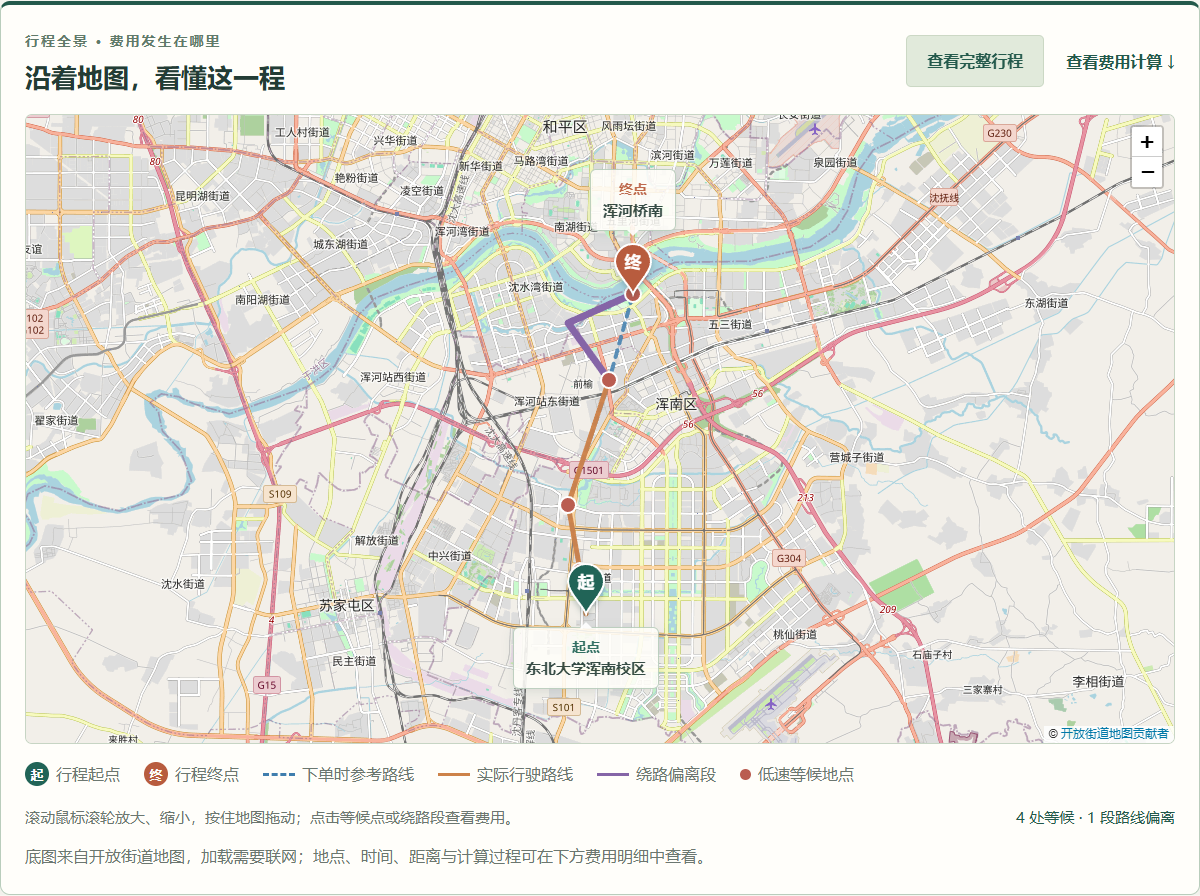 行程全景 • 费用发生在哪里
沿着地图，看懂这一程
查看完整行程
查看费用计算 ↓
80
工人村街道
兴华街道
和平区
风雨坛街道
G230
+
−
80
艳粉街道
新华街道
马路湾街道
滨河街道
万莲街道
泉园街道
昆明湖街道
凌空街道
终点
浑河桥南
沈抚线
友谊
城东湖街道
浑河湾街道
南湖街道
终
南阳湖街道
沈水湾街道
东湖街道
102
102
五三街道
浑河站西街道
前榆
浑河站东街道
浑南区
56
56
翟家街道
营城子街道
G1501
S109
213
解放街道
中兴街道
G304
沈水街道
起
苏家屯区
209
4
桃仙街道
起点
东北大学浑南校区
石庙子村
民主街道
G15
S101
三家寨村
李相街道
来胜村
© 开放街道地图贡献者
起 行程起点
终 行程终点
下单时参考路线
实际行驶路线
绕路偏离段
低速等候地点
滚动鼠标滚轮放大、缩小，按住地图拖动；点击等候点或绕路段查看费用。
4 处等候 · 1 段路线偏离
底图来自开放街道地图，加载需要联网；地点、时间、距离与计算过程可在下方费用明细中查看。